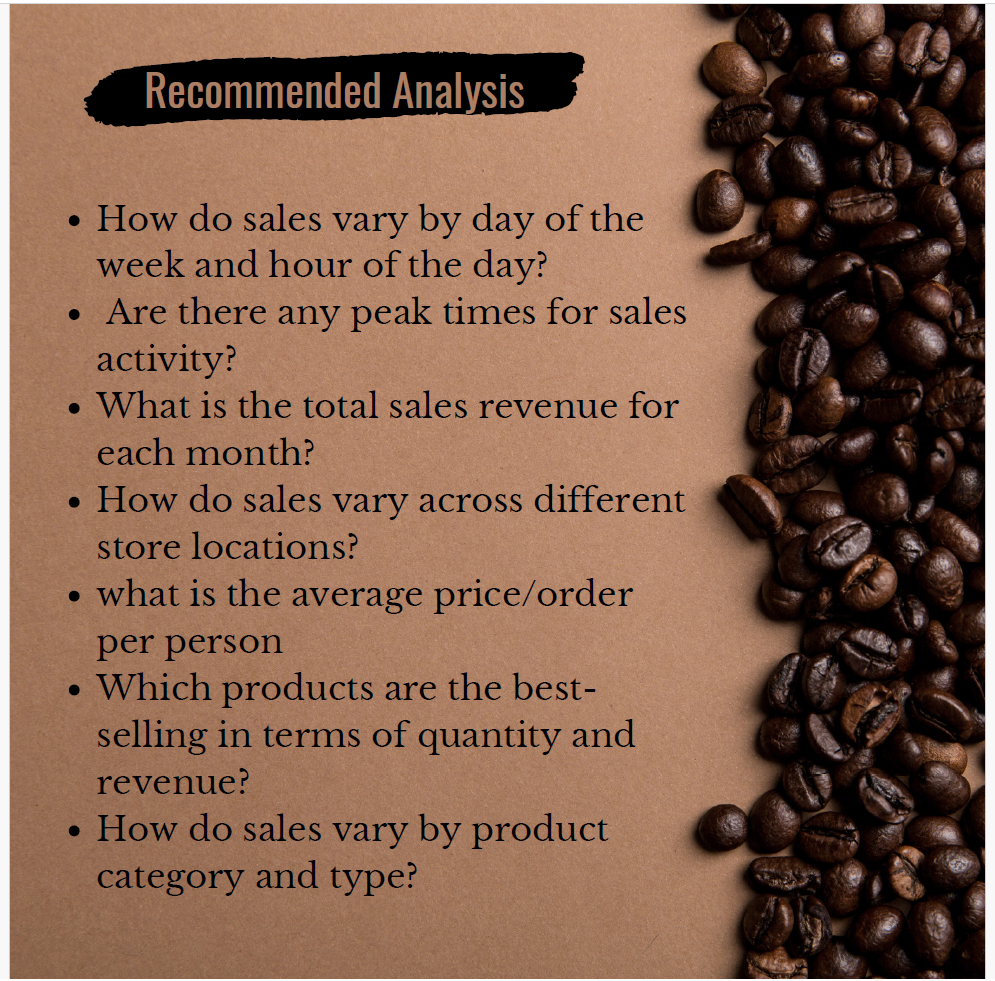 Recommended Analysis
• How do sales vary by day of the
week and hour of the day?
• Are there any peak times for sales
activity?
• What is the total sales revenue for
each month?
• How do sales vary across different
store locations?
• what is the average price/order
per person
• Which products are the best-
selling in terms of quantity and
revenue?
• How do sales vary by product
category and type?